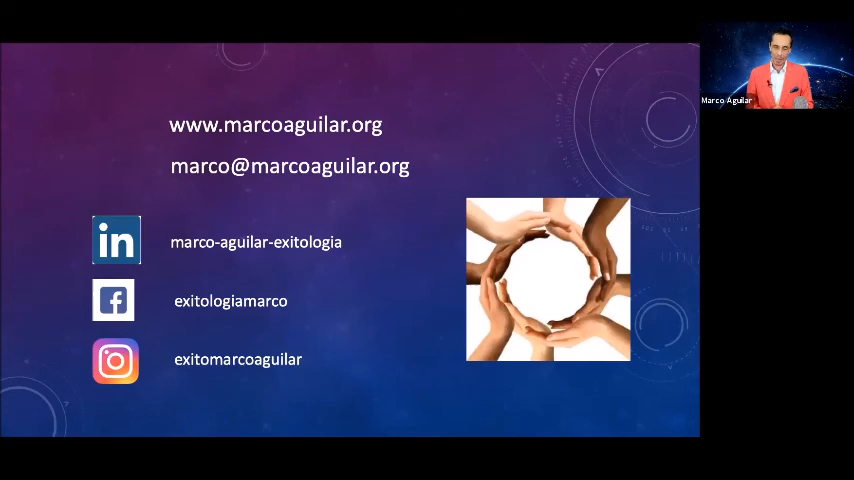 www.marcoaguilar.org
marco@marcoaguilar.org
in
marco-aguilar-exitologia
f
exitologiamarco
exitomarcoaguilar
Marco Aguilar